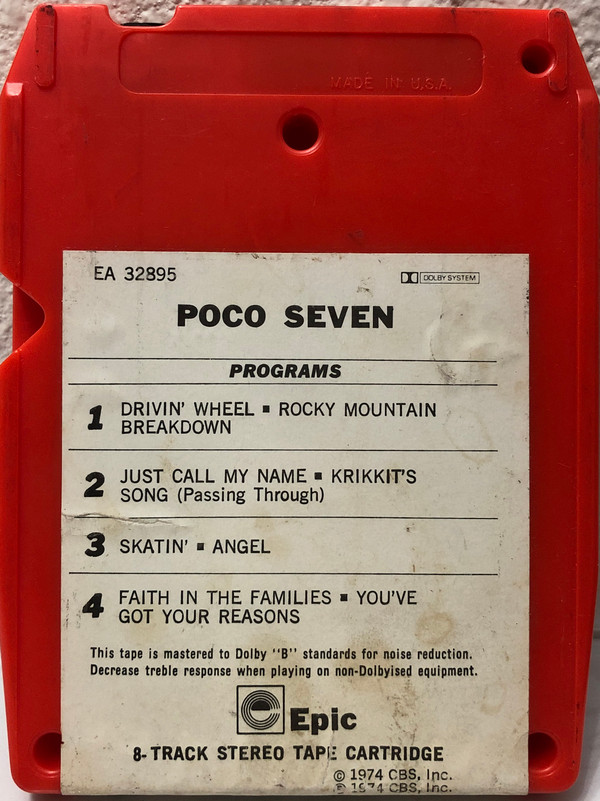 MADE IN U.S.A.
EA 32895
DOLBY SYSTEM
POCO SEVEN
PROGRAMS
1 DRIVIN' WHEEL ▪ ROCKY MOUNTAIN
BREAKDOWN
2 JUST CALL MY NAME ▪ KRIKKIT'S
SONG (Passing Through)
3 SKATIN' ▪ ANGEL
4 FAITH IN THE FAMILIES ▪ YOU'VE
GOT YOUR REASONS
This tape is mastered to Dolby "B" standards for noise reduction.
Decrease treble response when playing on non-Dolbyised equipment.
Epic
8-TRACK STEREO TAPE CARTRIDGE
© 1974 CBS, Inc.
℗ 1974 CBS, Inc.